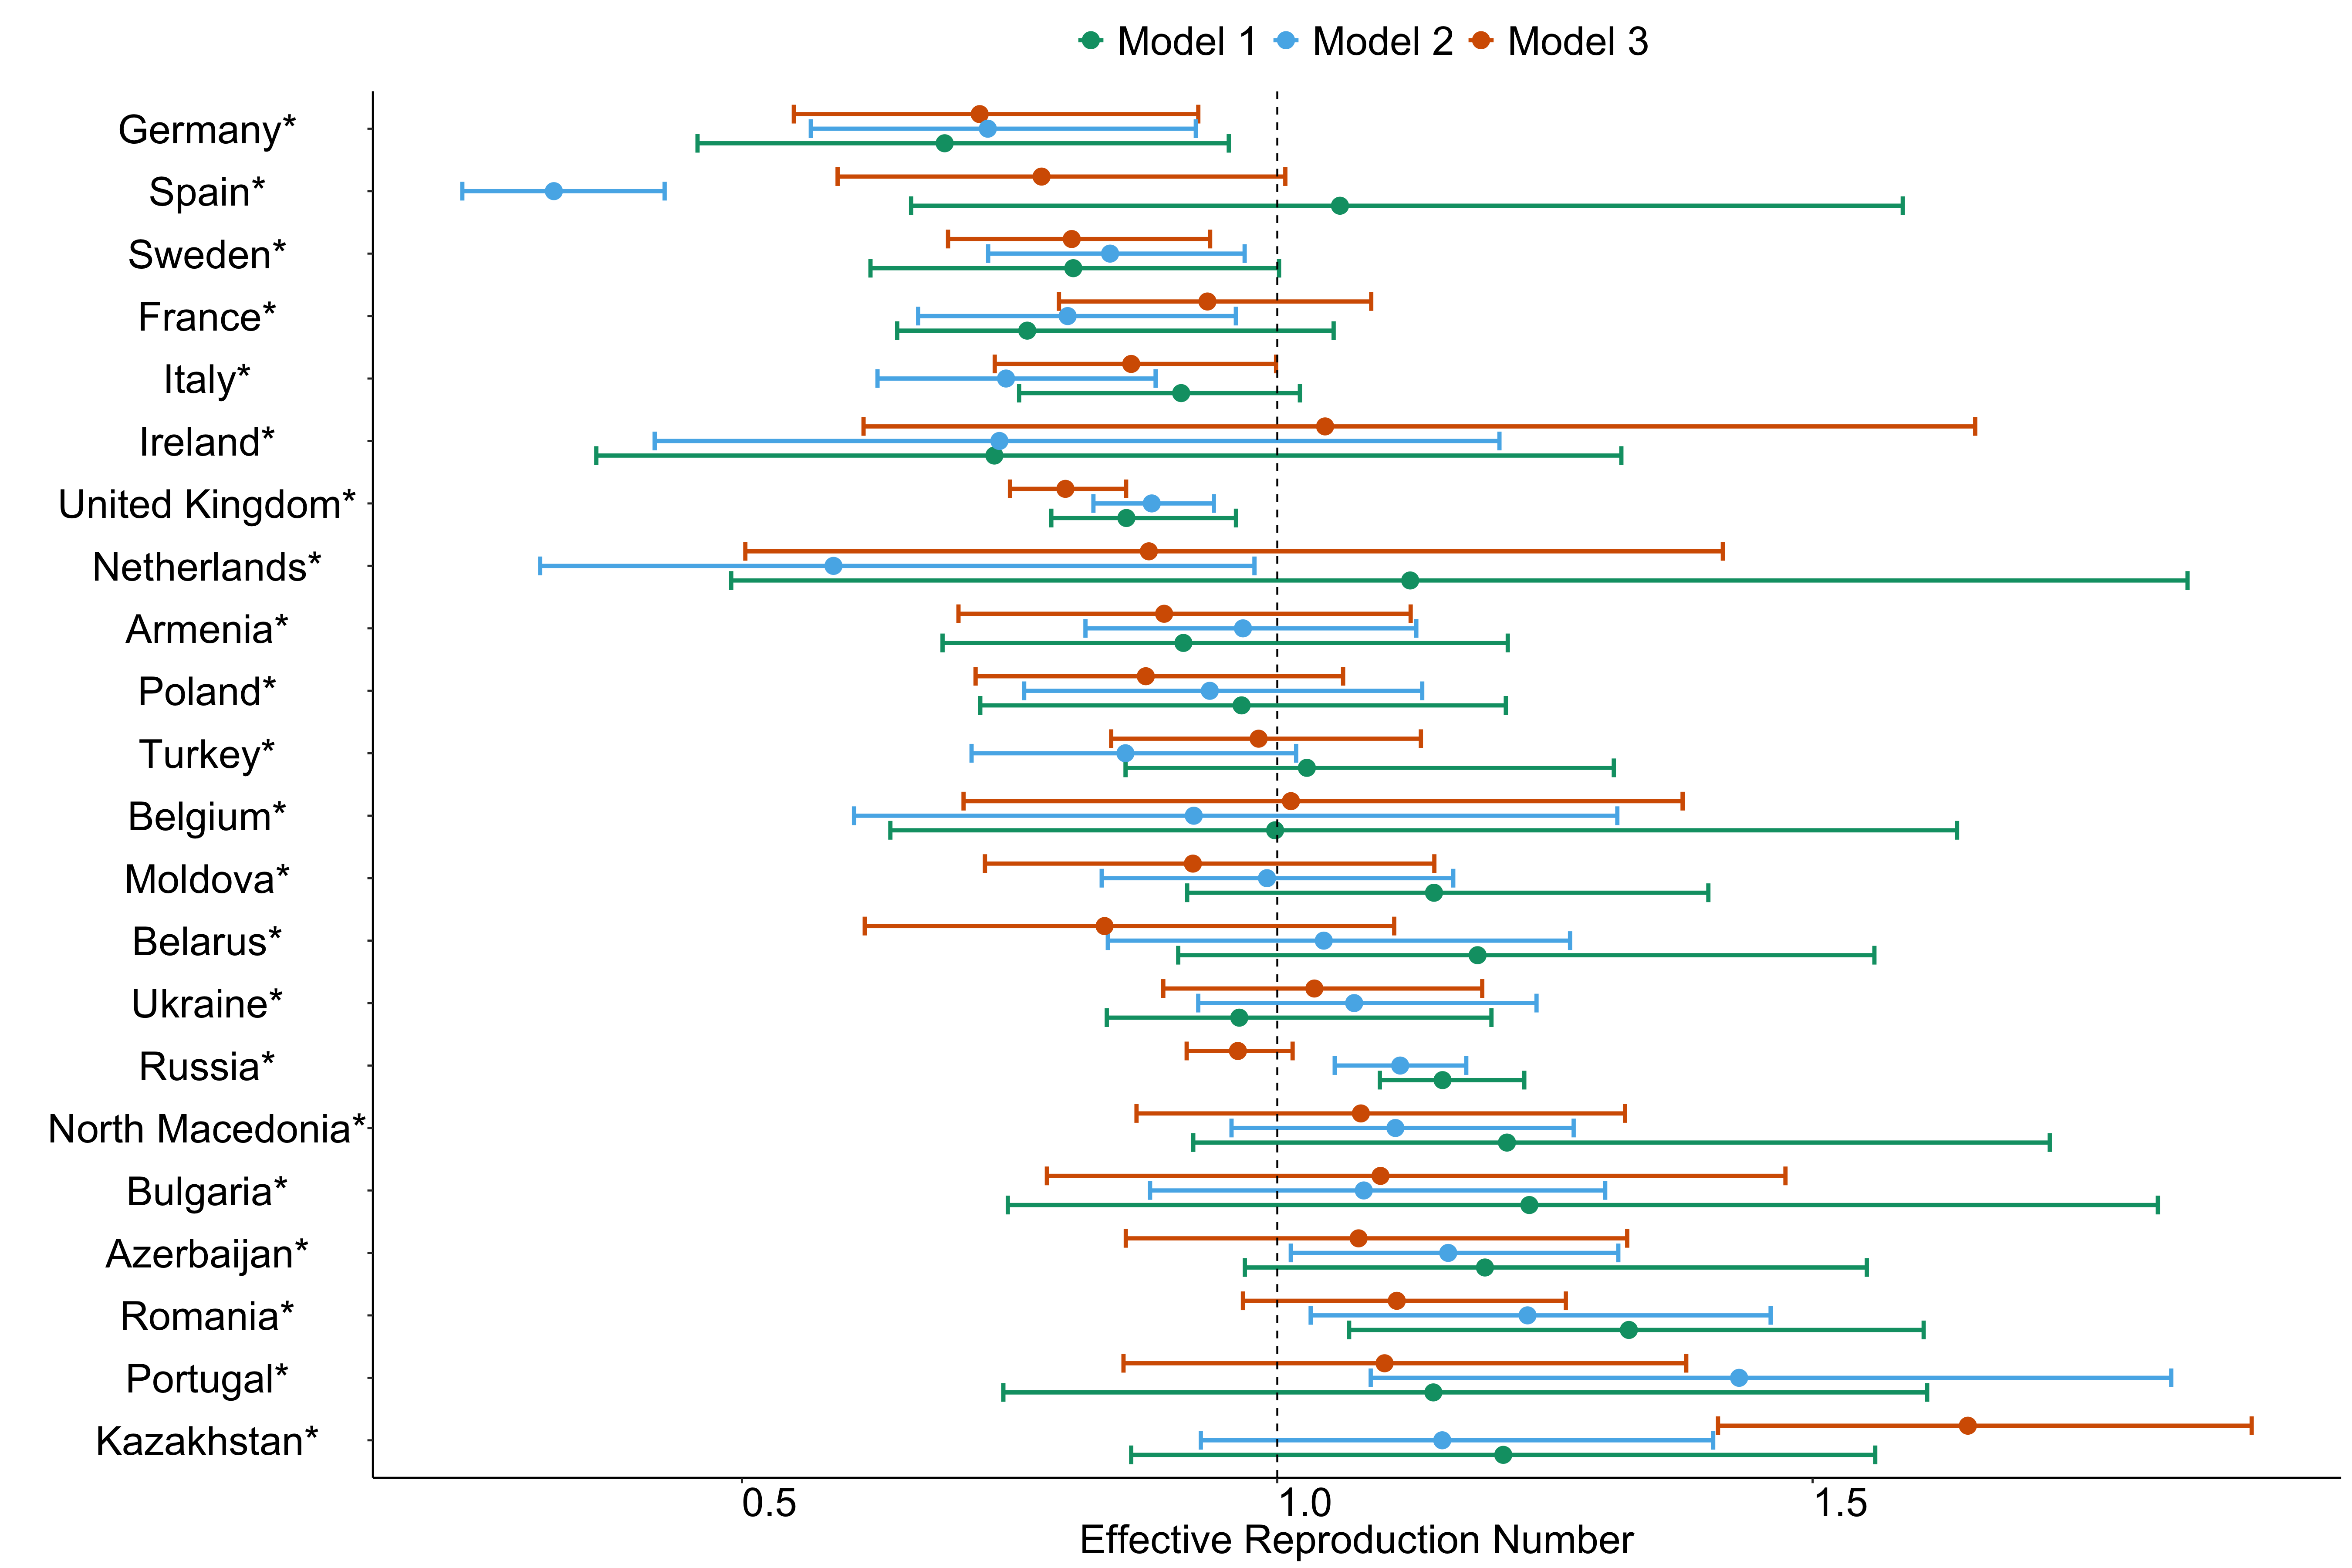 Model 1 Model 2 Model 3
Germany*
Spain*
Sweden*
France*
Italy*
Ireland*
United Kingdom*
Netherlands*
Armenia*
Poland*
Turkey*
Belgium*
Moldova*
Belarus*
Ukraine*
Russia*
North Macedonia*
Bulgaria*
Azerbaijan*
Romania*
Portugal*
Kazakhstan*
0.5 1.0 1.5
Effective Reproduction Number